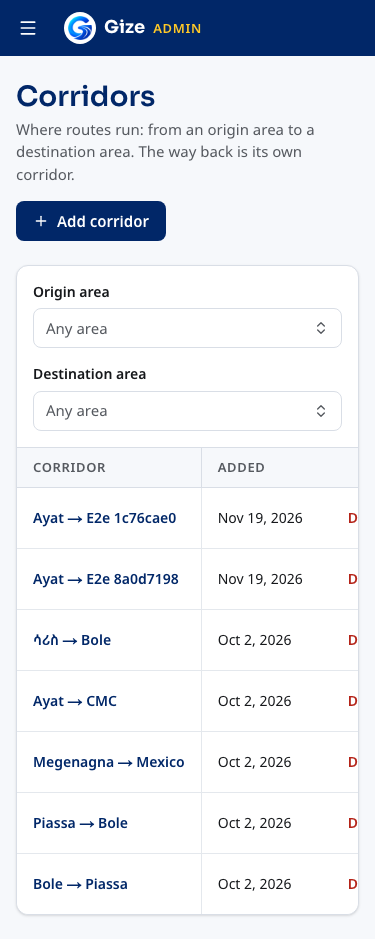 Gize ADMIN
Corridors
Where routes run: from an origin area to a
destination area. The way back is its own
corridor.
+ Add corridor
Origin area
Any area
Destination area
Any area
CORRIDOR ADDED
Ayat → E2e 1c76cae0 Nov 19, 2026 D
Ayat → E2e 8a0d7198 Nov 19, 2026 D
ሳሪስ → Bole Oct 2, 2026 D
Ayat → CMC Oct 2, 2026 D
Megenagna → Mexico Oct 2, 2026 D
Piassa → Bole Oct 2, 2026 D
Bole → Piassa Oct 2, 2026 D